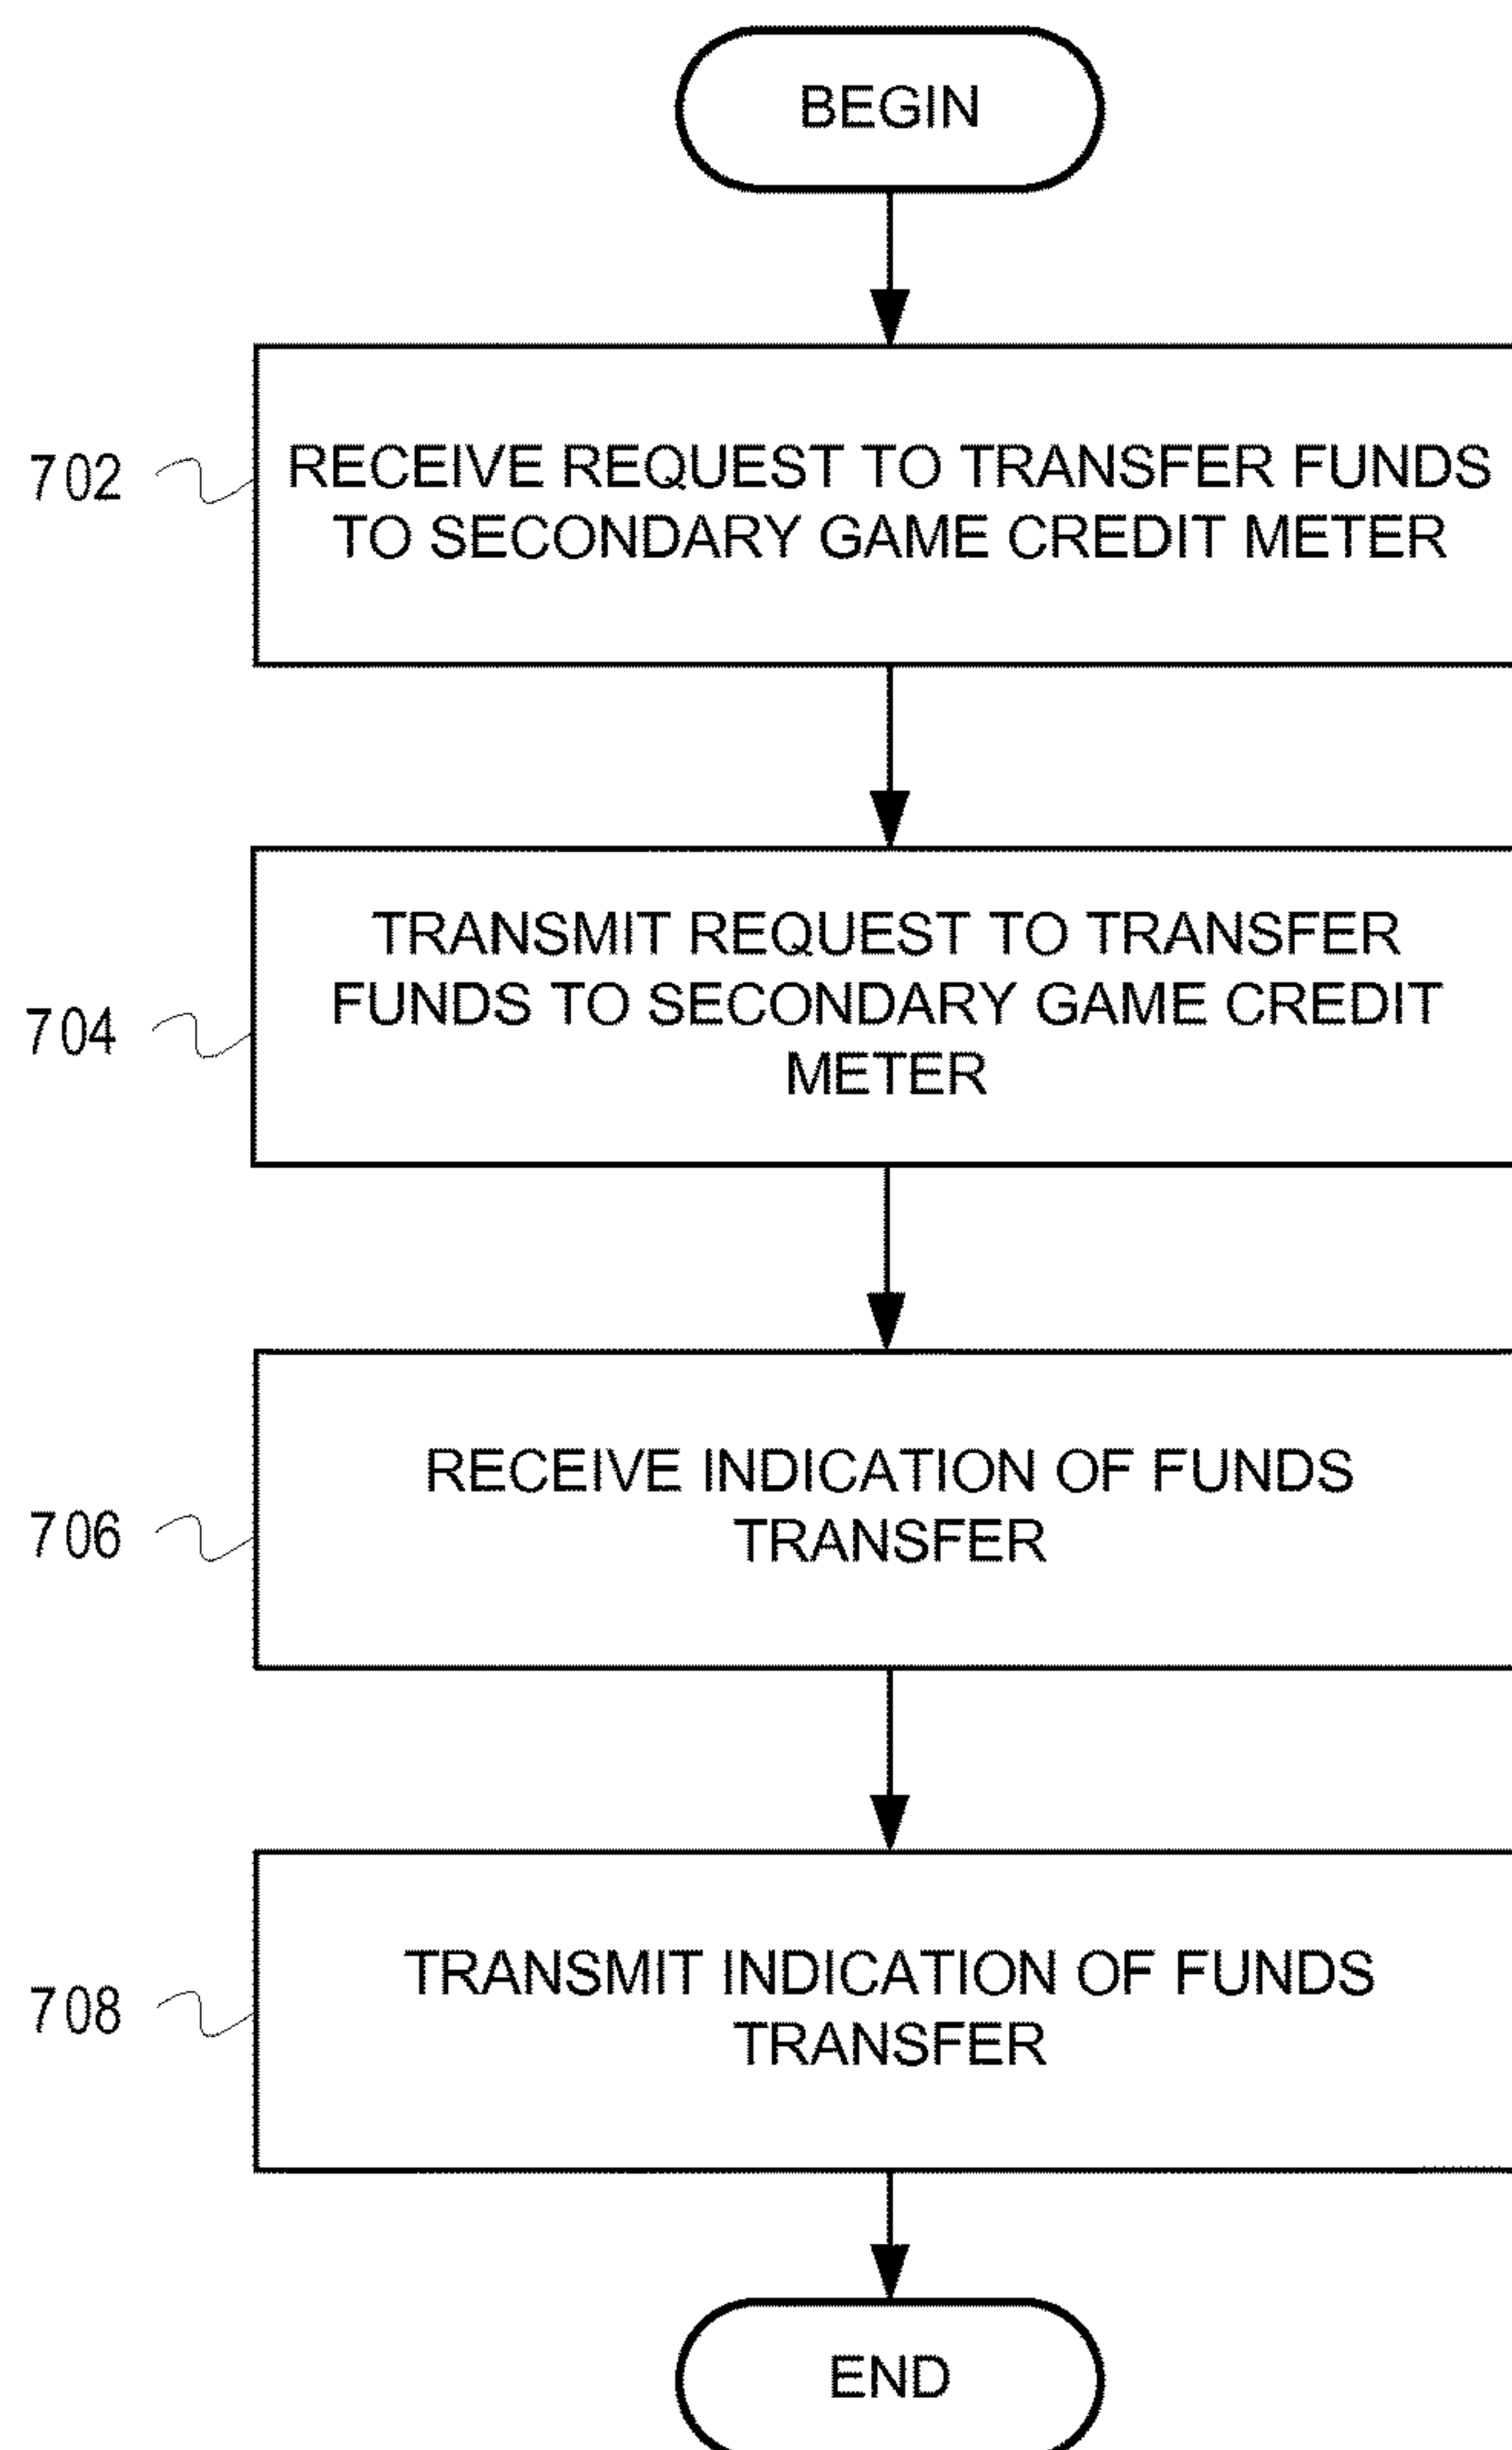 BEGIN
702
RECEIVE REQUEST TO TRANSFER FUNDS
TO SECONDARY GAME CREDIT METER
704
TRANSMIT REQUEST TO TRANSFER
FUNDS TO SECONDARY GAME CREDIT
METER
706
RECEIVE INDICATION OF FUNDS
TRANSFER
708
TRANSMIT INDICATION OF FUNDS
TRANSFER
END